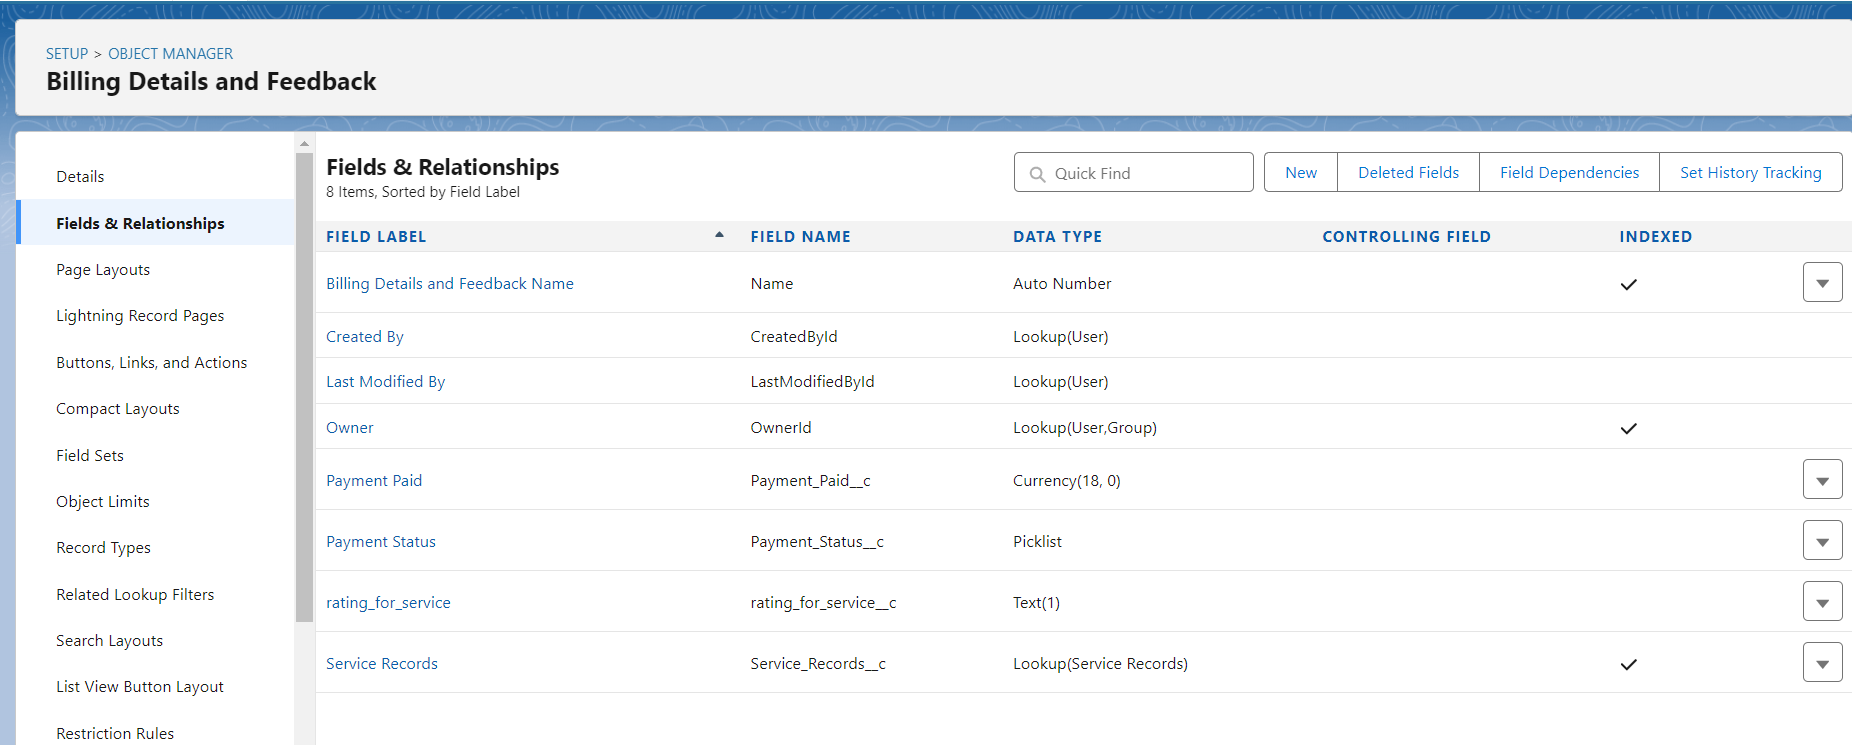 SETUP > OBJECT MANAGER
Billing Details and Feedback
Details
Fields & Relationships
Page Layouts
Lightning Record Pages
Buttons, Links, and Actions
Compact Layouts
Field Sets
Object Limits
Record Types
Related Lookup Filters
Search Layouts
List View Button Layout
Restriction Rules
Fields & Relationships
8 Items, Sorted by Field Label
Quick Find
New Deleted Fields Field Dependencies Set History Tracking
FIELD LABEL FIELD NAME DATA TYPE CONTROLLING FIELD INDEXED
Billing Details and Feedback Name Name Auto Number
Created By CreatedById Lookup(User)
Last Modified By LastModifiedById Lookup(User)
Owner OwnerId Lookup(User,Group)
Payment Paid Payment_Paid__c Currency(18, 0)
Payment Status Payment_Status__c Picklist
rating_for_service rating_for_service__c Text(1)
Service Records Service_Records__c Lookup(Service Records)